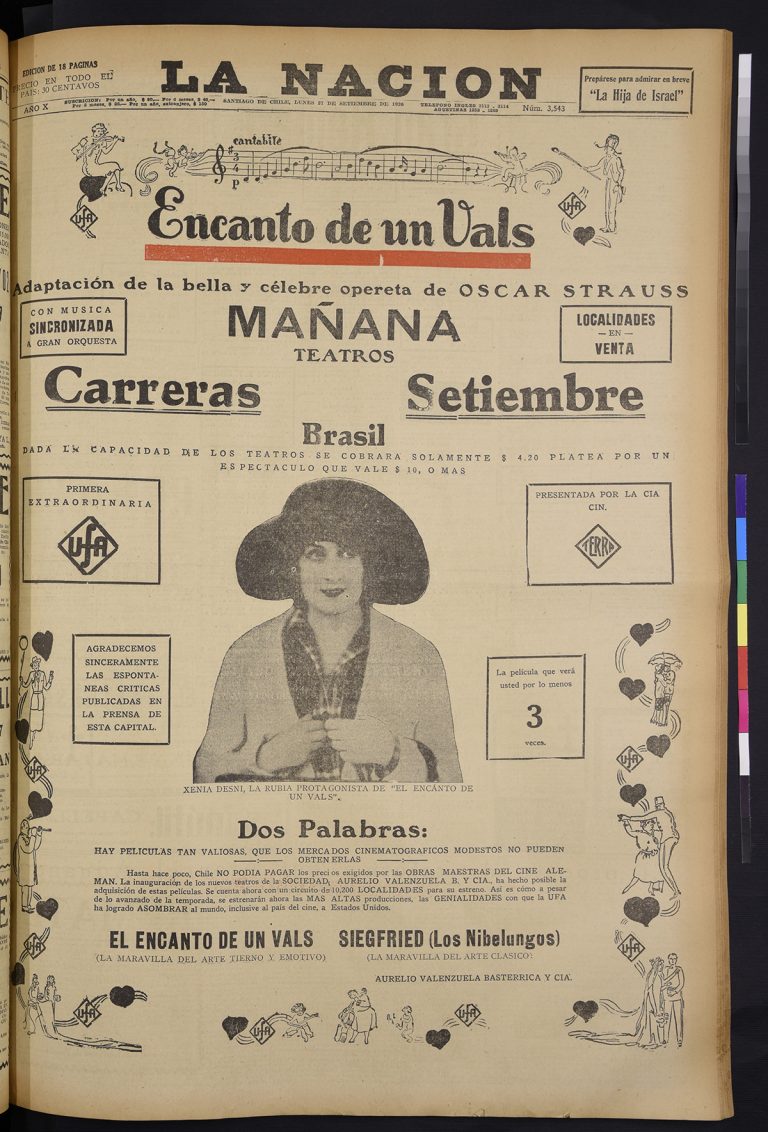 EDICION DE 18 PAGINAS
PRECIO EN TODO EL
PAIS: 30 CENTAVOS
AÑO X
LA NACION
SUSCRICION: Por un año,
SANTIAGO DE CHILE, LUNES 27 DE SETIEMBRE DE 1926
Núm. 3,543
Prepárese para admirar en breve
"La Hija de Israel"
cantabile
p
UFA
UFA
Encanto de un Vals
Adaptación de la bella y célebre opereta de OSCAR STRAUSS
CON MUSICA
SINCRONIZADA
A GRAN ORQUESTA
MAÑANA
TEATROS
LOCALIDADES
— EN —
VENTA
Carreras Setiembre
Brasil
DADA LA CAPACIDAD DE LOS TEATROS SE COBRARA SOLAMENTE $ 4.20 PLATEA POR UN
ESPECTACULO QUE VALE $ 10, O MAS
PRIMERA
EXTRAORDINARIA
UFA
PRESENTADA POR LA CIA
CIN.
TERRA
AGRADECEMOS
SINCERAMENTE
LAS ESPONTA-
NEAS CRITICAS
PUBLICADAS EN
LA PRENSA DE
ESTA CAPITAL.
La película que verá
usted por lo menos
3
veces.
XENIA DESNI, LA RUBIA PROTAGONISTA DE "EL ENCANTO DE
UN VALS".
Dos Palabras:
HAY PELICULAS TAN VALIOSAS, QUE LOS MERCADOS CINEMATOGRAFICOS MODESTOS NO PUEDEN
OBTENERLAS
Hasta hace poco, Chile NO PODIA PAGAR los precios exigidos por las OBRAS MAESTRAS DEL CINE ALE-
MAN. La inauguración de los nuevos teatros de la SOCIEDAD, AURELIO VALENZUELA B. Y CIA., ha hecho posible la
adquisición de estas películas. Se cuenta ahora con un circuito de 10,200 LOCALIDADES para su estreno. Así es cómo a pesar
de lo avanzado de la temporada, se estrenarán ahora las MAS ALTAS producciones, las GENIALIDADES con que la UFA
ha logrado ASOMBRAR al mundo, inclusive al país del cine, a Estados Unidos.
EL ENCANTO DE UN VALS SIEGFRIED (Los Nibelungos)
(LA MARAVILLA DEL ARTE TIERNO Y EMOTIVO) (LA MARAVILLA DEL ARTE CLASICO)
AURELIO VALENZUELA BASTERRICA Y CIA.
UFA
UFA
UFA
UFA
UFA
UFA
UFA